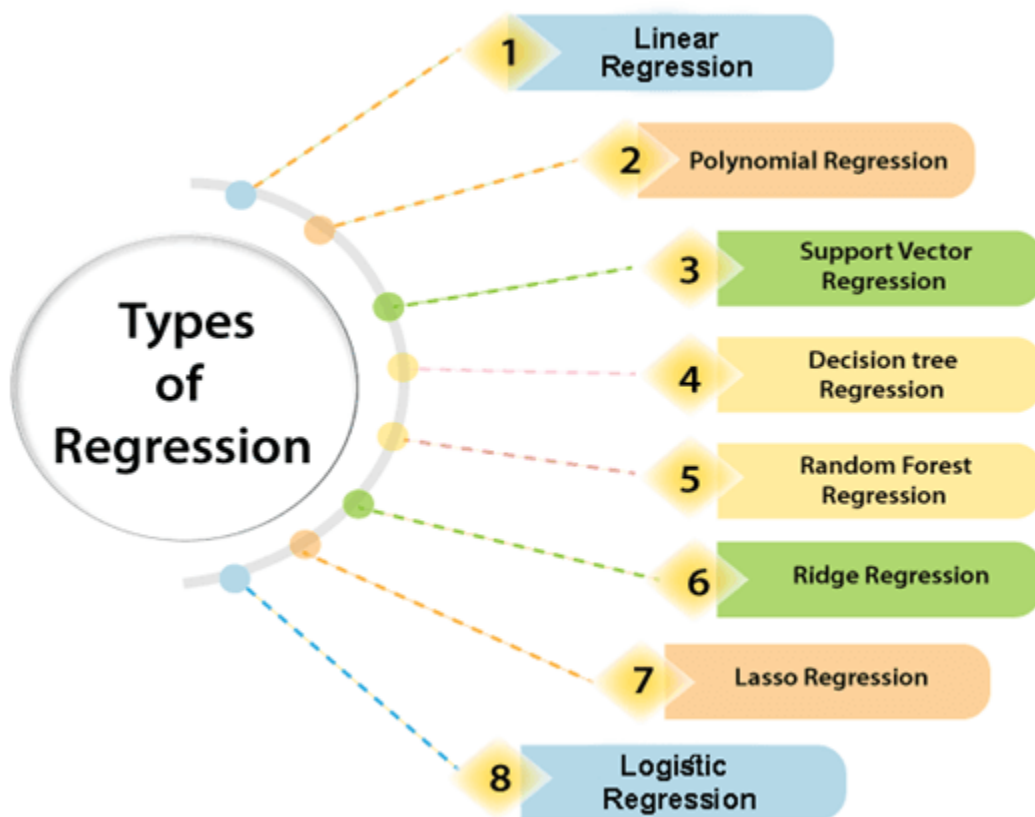 Types
of
Regression
1
Linear
Regression
2
Polynomial Regression
3
Support Vector
Regression
4
Decision tree
Regression
5
Random Forest
Regression
6
Ridge Regression
7
Lasso Regression
8
Logistic
Regression